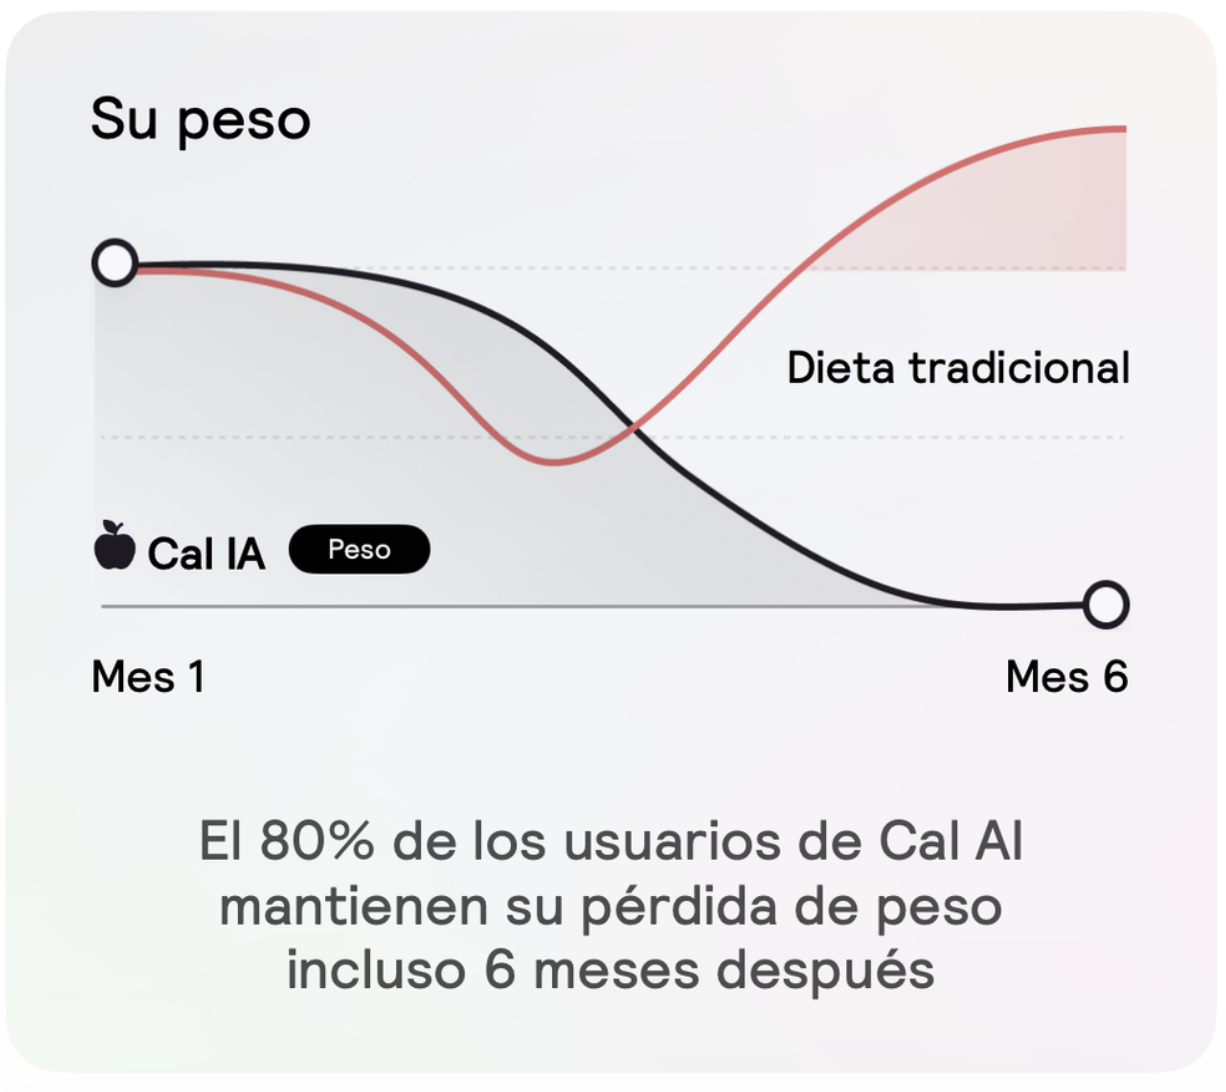 Su peso
Dieta tradicional
Cal IA Peso
Mes 1 Mes 6
El 80% de los usuarios de Cal AI
mantienen su pérdida de peso
incluso 6 meses después